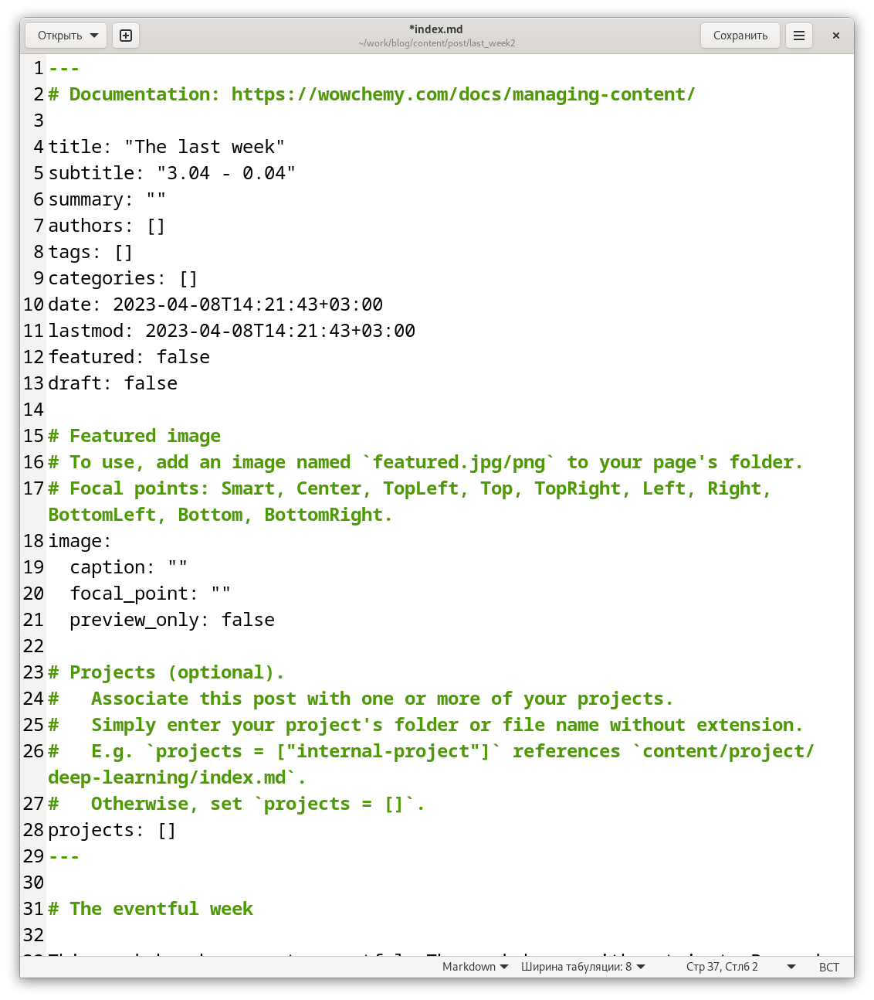 Открыть
*index.md
~/work/blog/content/post/last_week2
Сохранить
1 ---
2 # Documentation: https://wowchemy.com/docs/managing-content/
3
4 title: "The last week"
5 subtitle: "3.04 - 0.04"
6 summary: ""
7 authors: []
8 tags: []
9 categories: []
10 date: 2023-04-08T14:21:43+03:00
11 lastmod: 2023-04-08T14:21:43+03:00
12 featured: false
13 draft: false
14
15 # Featured image
16 # To use, add an image named `featured.jpg/png` to your page's folder.
17 # Focal points: Smart, Center, TopLeft, Top, TopRight, Left, Right,
BottomLeft, Bottom, BottomRight.
18 image:
19   caption: ""
20   focal_point: ""
21   preview_only: false
22
23 # Projects (optional).
24 #   Associate this post with one or more of your projects.
25 #   Simply enter your project's folder or file name without extension.
26 #   E.g. `projects = ["internal-project"]` references `content/project/
deep-learning/index.md`.
27 #   Otherwise, set `projects = []`.
28 projects: []
29 ---
30
31 # The eventful week
32
Markdown Ширина табуляции: 8 Стр 37, Стлб 2 ВСТ